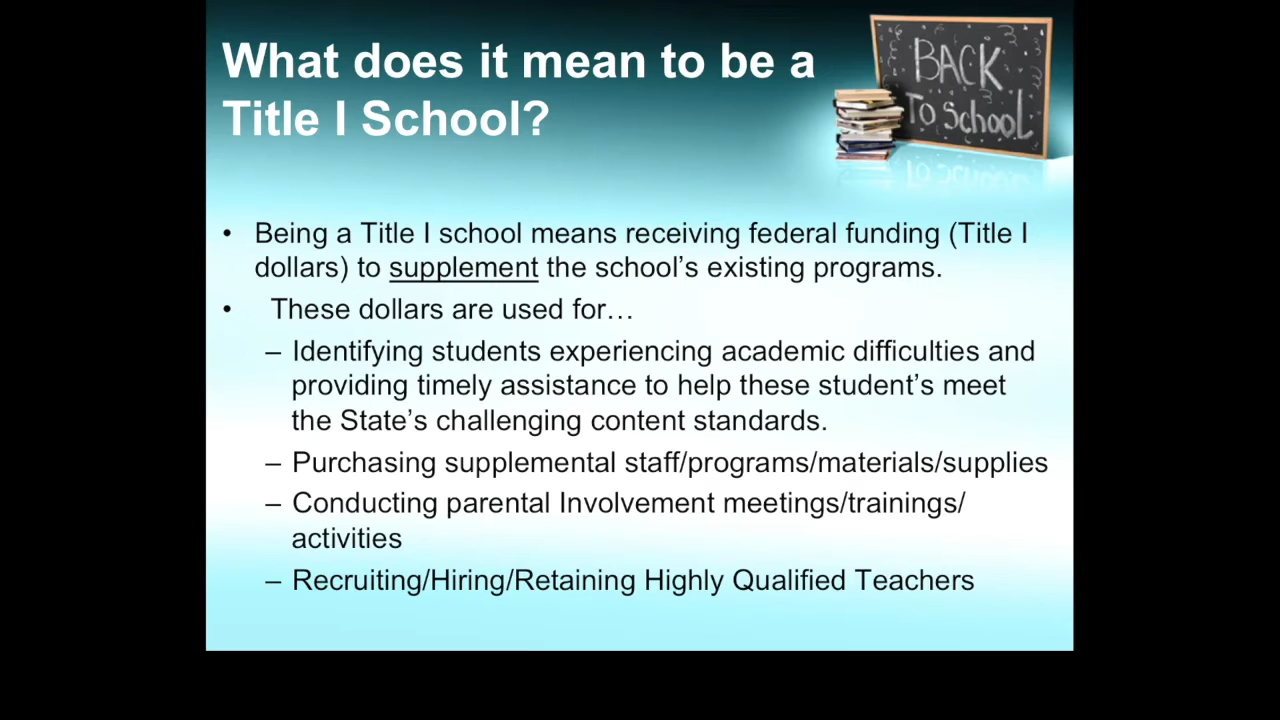 What does it mean to be a
Title I School?
BACK
To School
• Being a Title I school means receiving federal funding (Title I
dollars) to supplement the school’s existing programs.
• These dollars are used for…
– Identifying students experiencing academic difficulties and
providing timely assistance to help these student’s meet
the State’s challenging content standards.
– Purchasing supplemental staff/programs/materials/supplies
– Conducting parental Involvement meetings/trainings/
activities
– Recruiting/Hiring/Retaining Highly Qualified Teachers